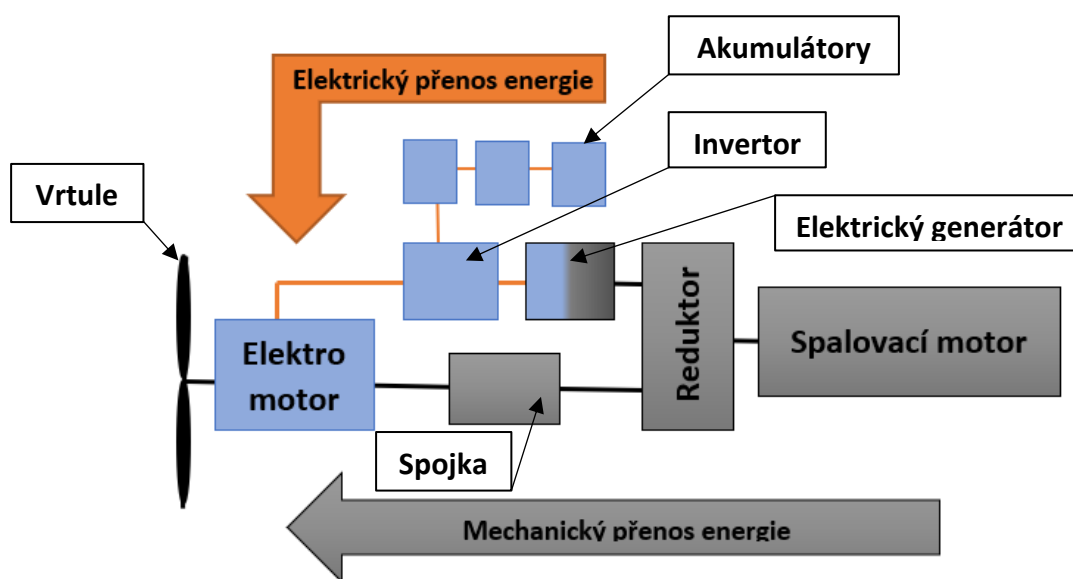 Akumulátory
Elektrický přenos energie
Invertor
Vrtule
Elektrický generátor
Reduktor
Spalovací motor
Elektro
motor
Spojka
Mechanický přenos energie